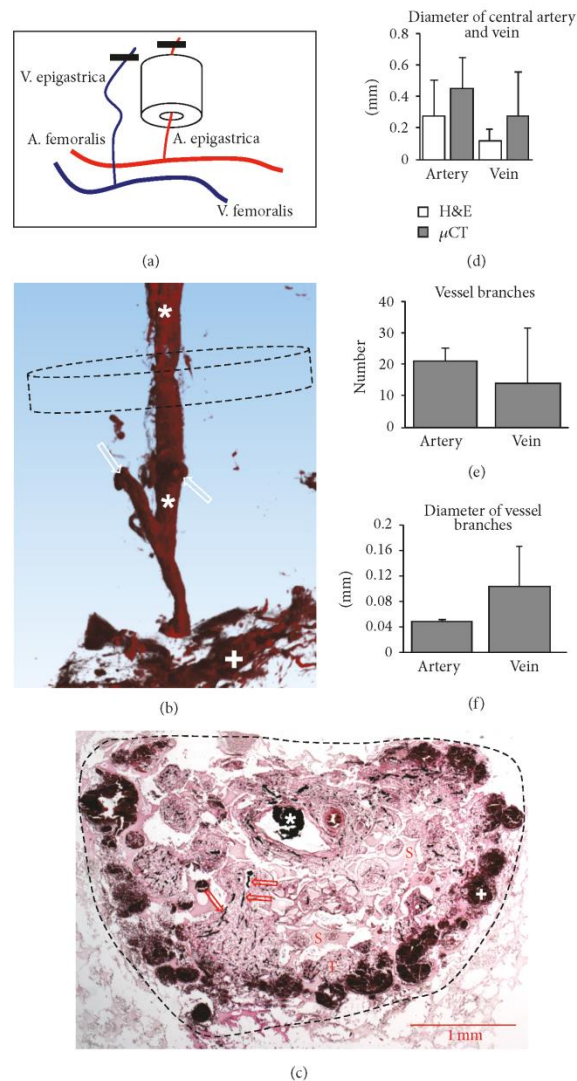 V. epigastrica
A. femoralis
A. epigastrica
V. femoralis
(a)
Diameter of central artery
and vein
(mm)
0.8
0.6
0.4
0.2
0
Artery
Vein
H&E
μCT
(d)
*
*
+
(b)
Vessel branches
Number
40
30
20
10
0
Artery
Vein
(e)
Diameter of vessel
branches
(mm)
0.2
0.16
0.12
0.08
0.04
0
Artery
Vein
(f)
*
S
+
S
T
1 mm
(c)